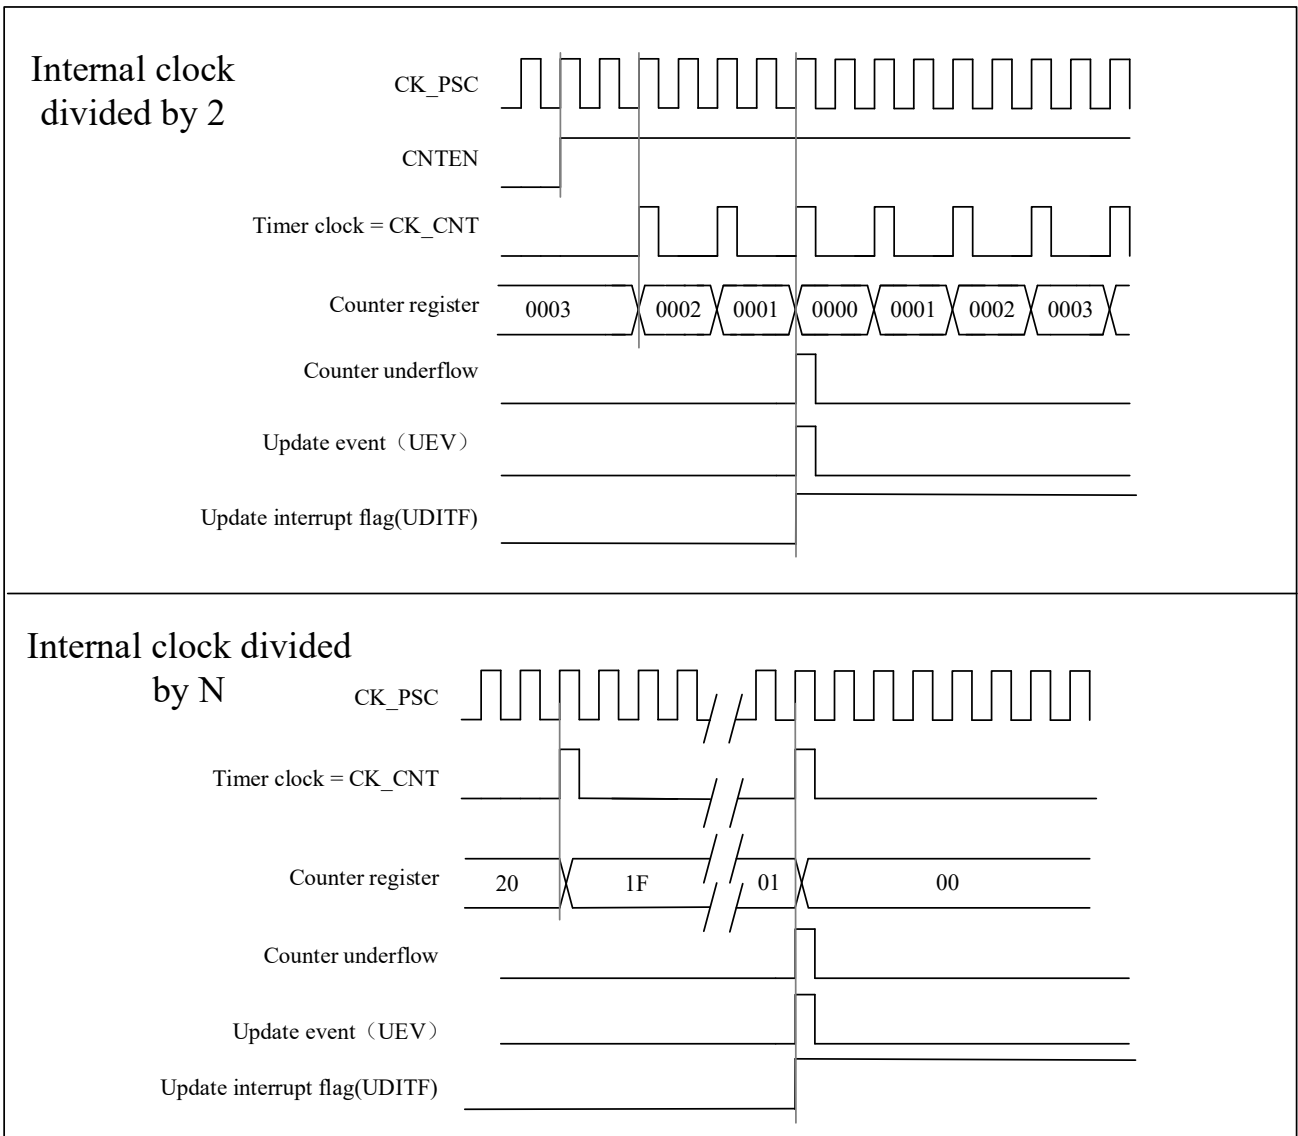 Internal clock
divided by 2
CK_PSC
CNTEN
Timer clock = CK_CNT
Counter register
0003 0002 0001 0000 0001 0002 0003
Counter underflow
Update event（UEV）
Update interrupt flag(UDITF)
Internal clock divided
by N
CK_PSC
Timer clock = CK_CNT
Counter register
20 1F 01 00
Counter underflow
Update event（UEV）
Update interrupt flag(UDITF)